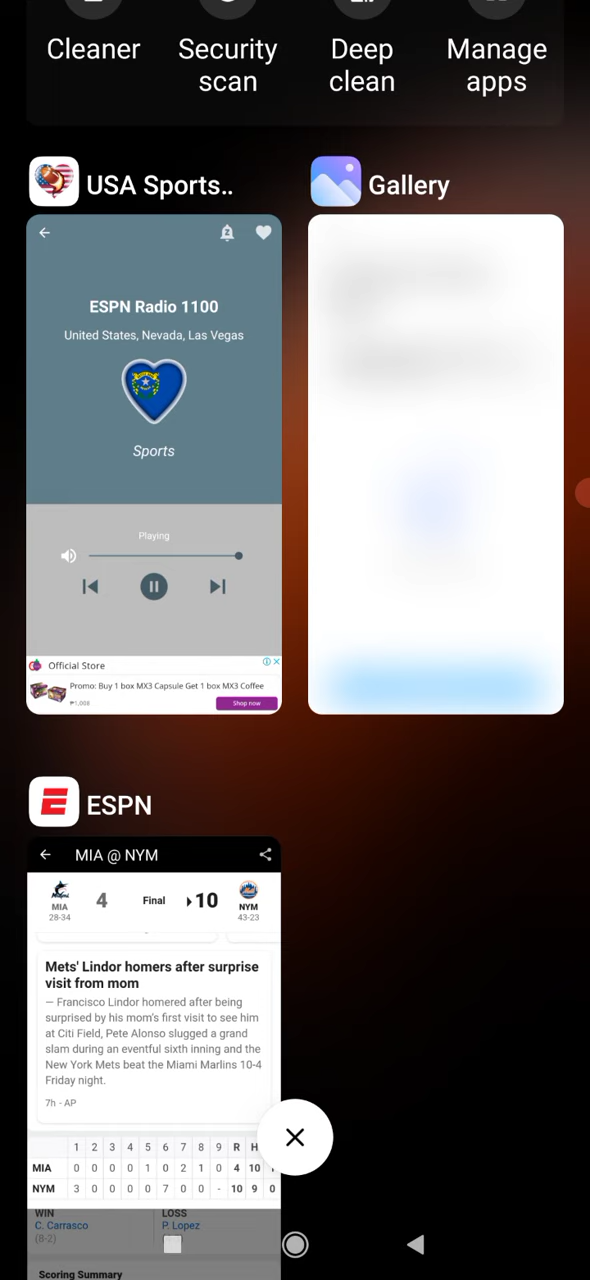 Cleaner
Security scan
Deep clean
Manage apps
USA Sports..
Gallery
ESPN Radio 1100
United States, Nevada, Las Vegas
Sports
Playing
Official Store
Promo: Buy 1 box MX3 Capsule Get 1 box MX3 Coffee
₱1,008
Shop now
ESPN
MIA @ NYM
MIA 28-34 4 Final 10 NYM 43-23
Mets' Lindor homers after surprise
visit from mom
— Francisco Lindor homered after being
surprised by his mom's first visit to see him
at Citi Field, Pete Alonso slugged a grand
slam during an eventful sixth inning and the
New York Mets beat the Miami Marlins 10-4
Friday night.
7h - AP
1 2 3 4 5 6 7 8 9 R H
MIA 0 0 0 0 1 0 2 1 0 4 10
NYM 3 0 0 0 0 7 0 0 - 10 9 0
WIN LOSS
C. Carrasco P. Lopez
(8-2)
Scoring Summary